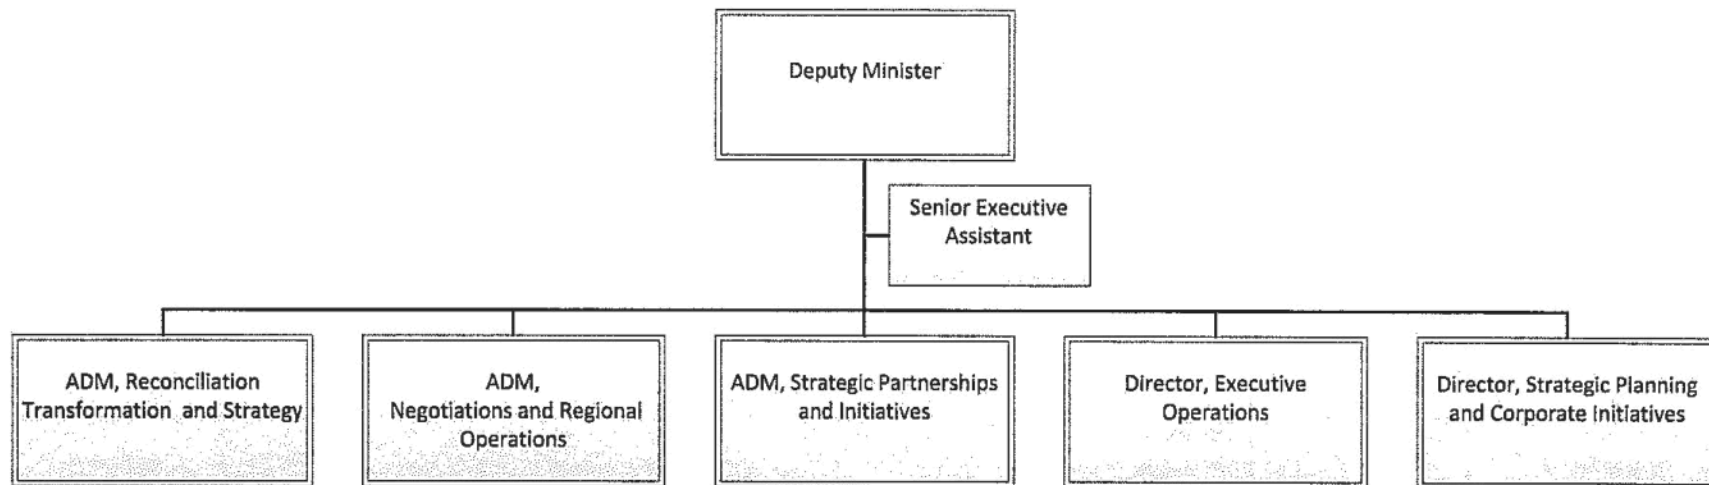 Deputy Minister
Senior Executive
Assistant
ADM, Reconciliation
Transformation and Strategy
ADM,
Negotiations and Regional
Operations
ADM, Strategic Partnerships
and Initiatives
Director, Executive
Operations
Director, Strategic Planning
and Corporate Initiatives